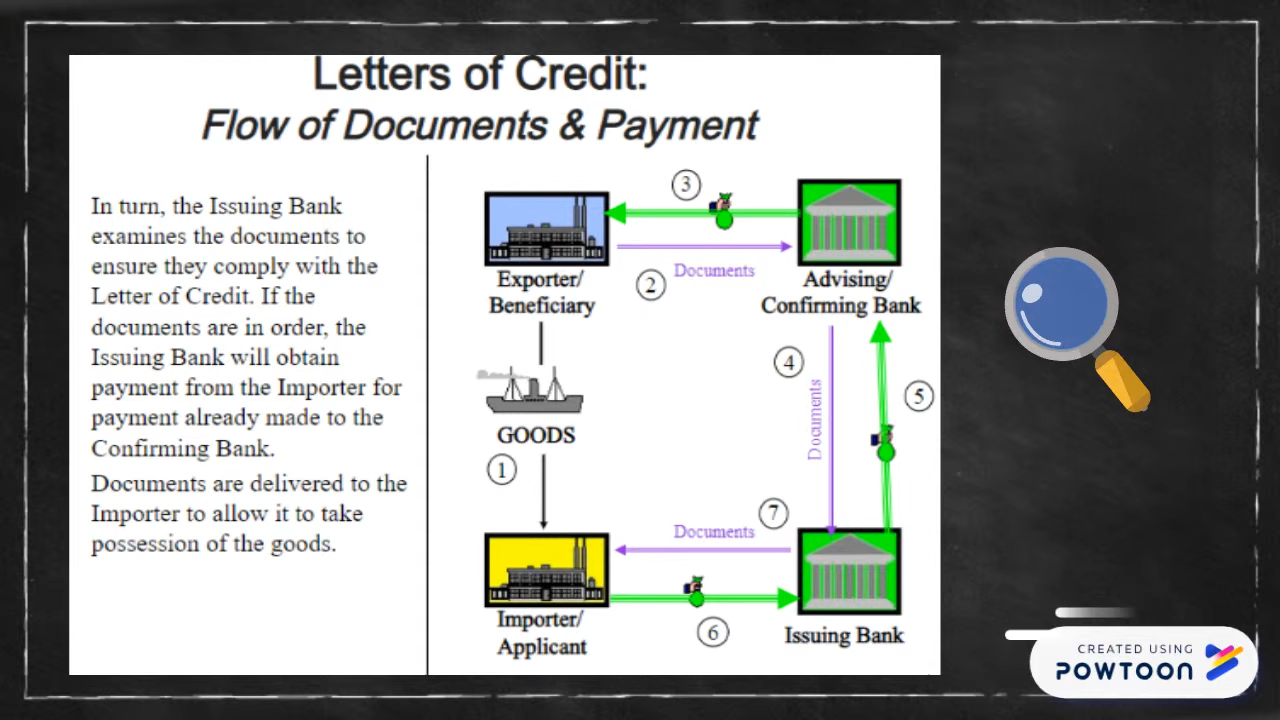 Letters of Credit:
Flow of Documents & Payment
In turn, the Issuing Bank
examines the documents to
ensure they comply with the
Letter of Credit. If the
documents are in order, the
Issuing Bank will obtain
payment from the Importer for
payment already made to the
Confirming Bank.
Documents are delivered to the
Importer to allow it to take
possession of the goods.
3
Exporter/
Beneficiary
2
Documents
Advising/
Confirming Bank
4
Documents
5
GOODS
1
7
Documents
Importer/
Applicant
6
Issuing Bank
CREATED USING
POWTOON